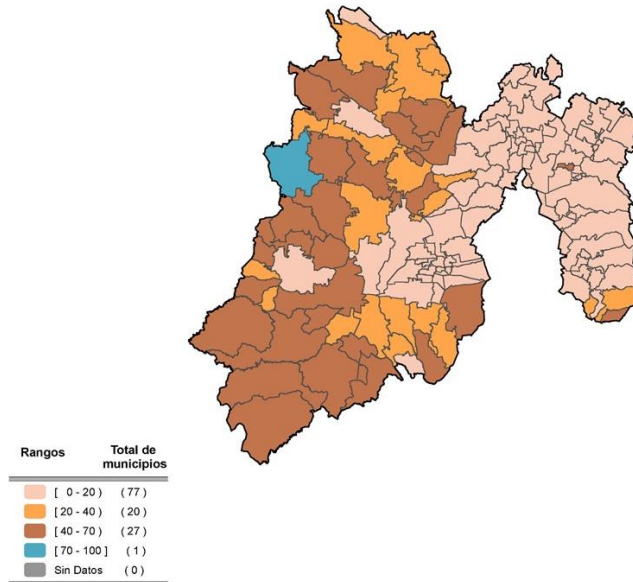 Rangos Total de municipios
[ 0 - 20 ) ( 77)
[ 20 - 40 ) ( 20)
[ 40 - 70 ) ( 27)
[ 70 - 100 ] ( 1 )
Sin Datos ( 0 )